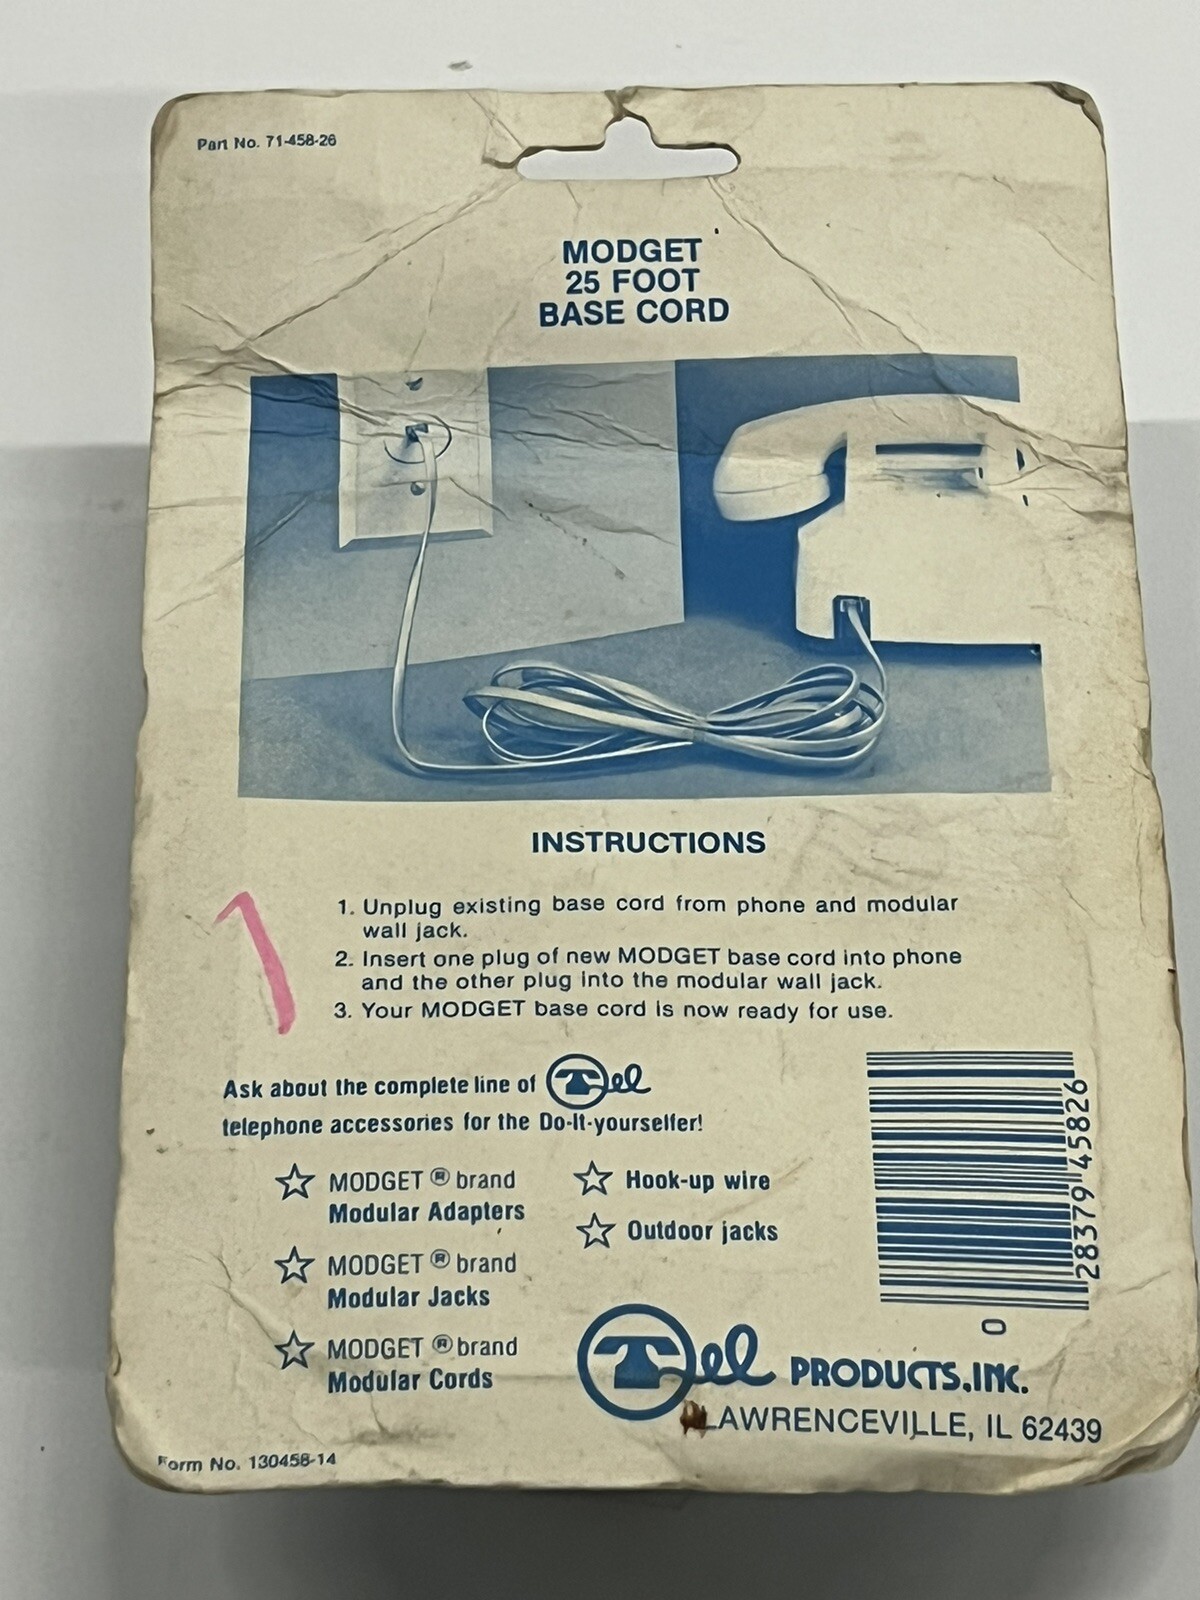 Part No. 71-458-26
MODGET
25 FOOT
BASE CORD
INSTRUCTIONS
1. Unplug existing base cord from phone and modular
wall jack.
2. Insert one plug of new MODGET base cord into phone
and the other plug into the modular wall jack.
3. Your MODGET base cord is now ready for use.
1
Ask about the complete line of Tel
telephone accessories for the Do-It-yourselfer!
☆ MODGET ® brand
Modular Adapters
☆ MODGET ® brand
Modular Jacks
☆ MODGET ® brand
Modular Cords
☆ Hook-up wire
☆ Outdoor jacks
28379 45826
0
Tel PRODUCTS, INC.
LAWRENCEVILLE, IL 62439
Form No. 130458-14